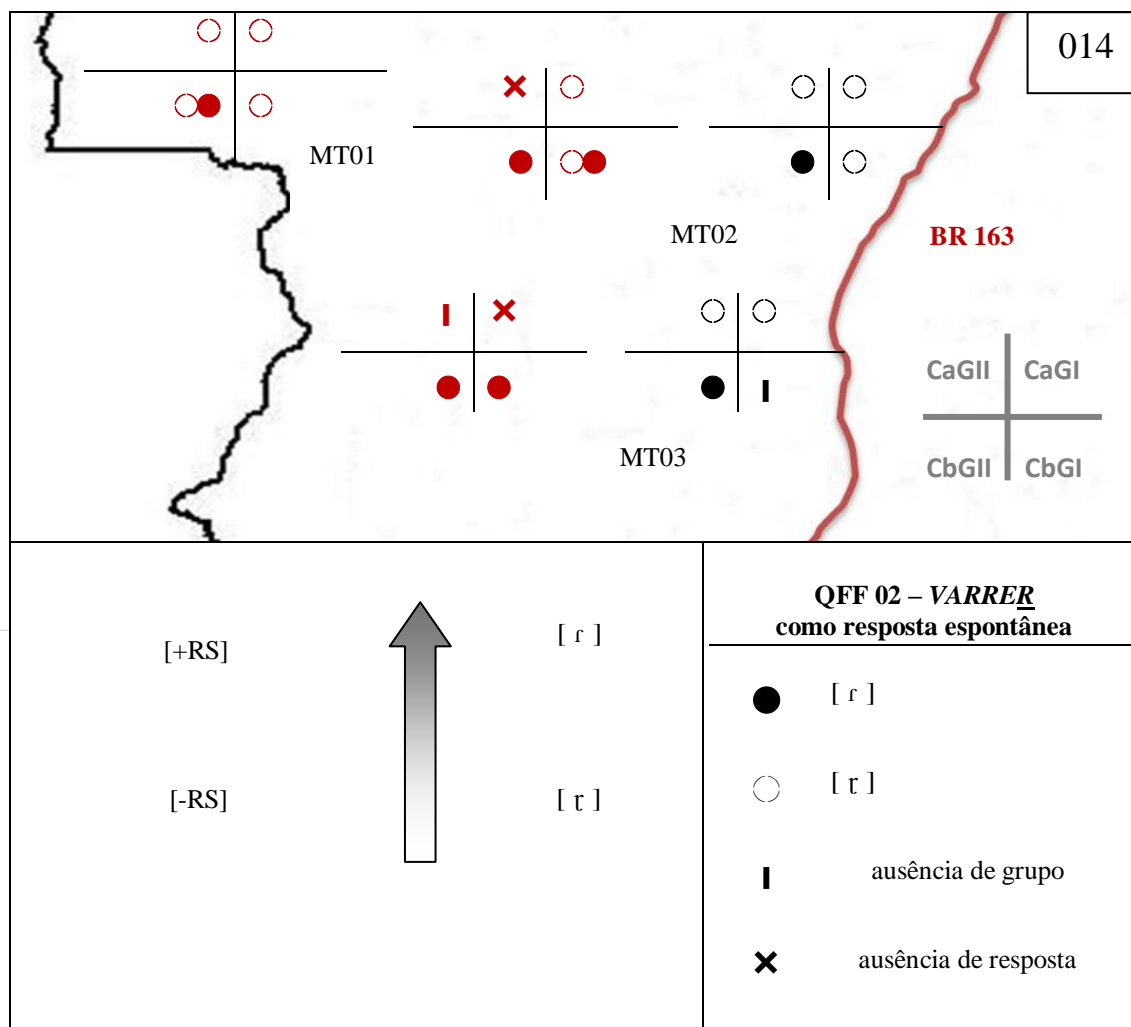 014
MT01
MT02
BR 163
CaGII CaGI
CbGII CbGI
MT03
[+RS] [ ɾ ]
[-RS] [ ɽ ]
QFF 02 – VARRER
como resposta espontânea
[ ɾ ]
[ ɽ ]
ausência de grupo
ausência de resposta